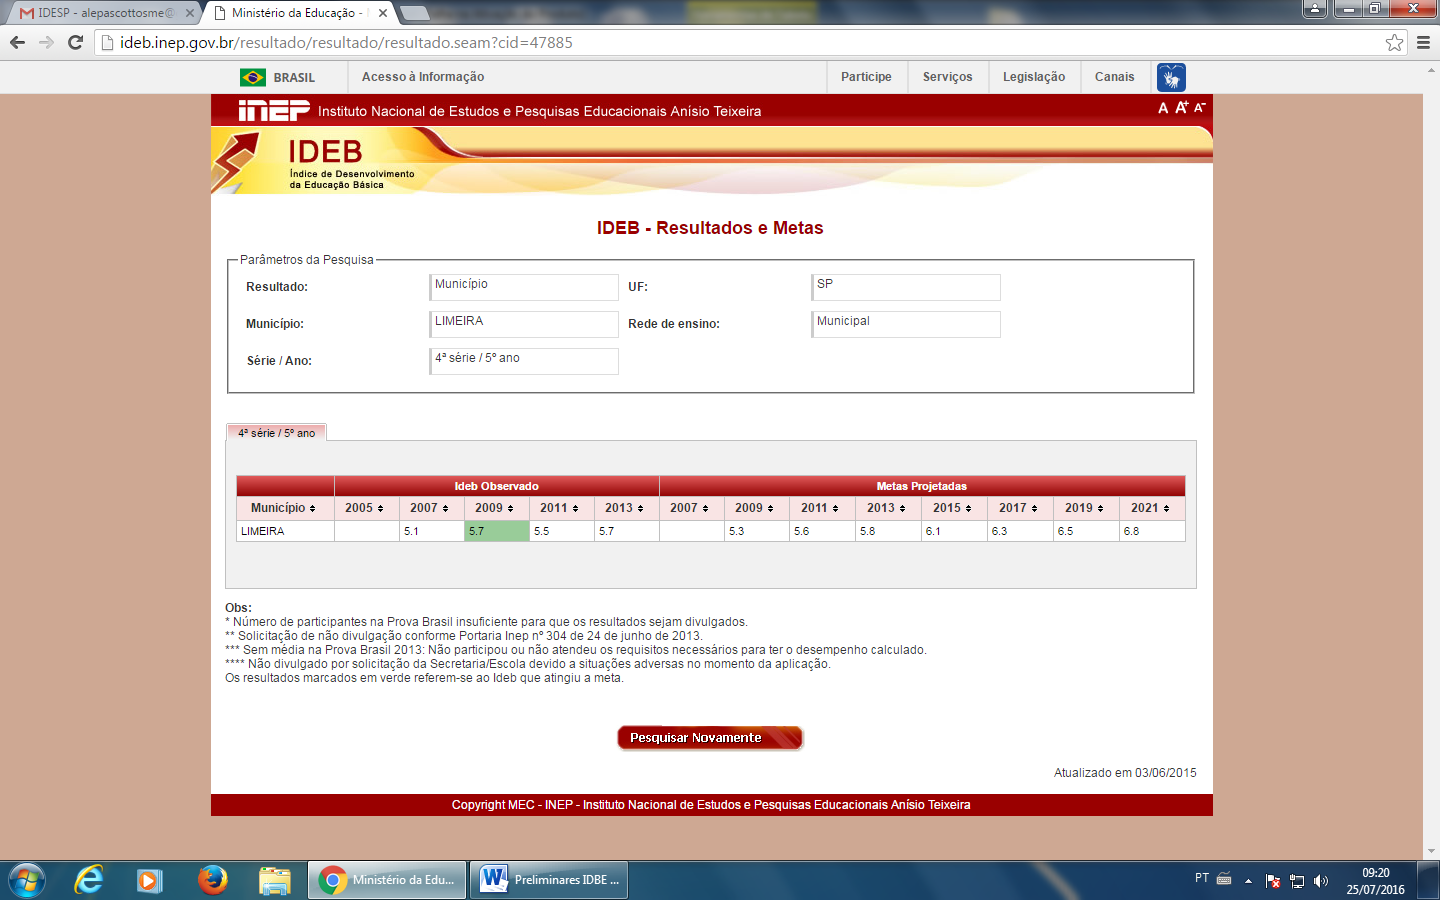 IDESP - alepascottosme@
Ministério da Educação -
ideb.inep.gov.br/resultado/resultado/resultado.seam?cid=47885
BRASIL Acesso à Informação Participe Serviços Legislação Canais
INEP Instituto Nacional de Estudos e Pesquisas Educacionais Anísio Teixeira A A+ A-
IDEB
Índice de Desenvolvimento
da Educação Básica
IDEB - Resultados e Metas
Parâmetros da Pesquisa
Resultado: Município UF: SP
Município: LIMEIRA Rede de ensino: Municipal
Série / Ano: 4ª série / 5º ano
4ª série / 5º ano
Ideb Observado Metas Projetadas
Município 2005 2007 2009 2011 2013 2007 2009 2011 2013 2015 2017 2019 2021
LIMEIRA 5.1 5.7 5.5 5.7 5.3 5.6 5.8 6.1 6.3 6.5 6.8
Obs:
* Número de participantes na Prova Brasil insuficiente para que os resultados sejam divulgados.
** Solicitação de não divulgação conforme Portaria Inep nº 304 de 24 de junho de 2013.
*** Sem média na Prova Brasil 2013: Não participou ou não atendeu os requisitos necessários para ter o desempenho calculado.
**** Não divulgado por solicitação da Secretaria/Escola devido a situações adversas no momento da aplicação.
Os resultados marcados em verde referem-se ao Ideb que atingiu a meta.
Pesquisar Novamente
Atualizado em 03/06/2015
Copyright MEC - INEP - Instituto Nacional de Estudos e Pesquisas Educacionais Anísio Teixeira
Ministério da Edu... Preliminares IDBE ... PT 09:20
25/07/2016